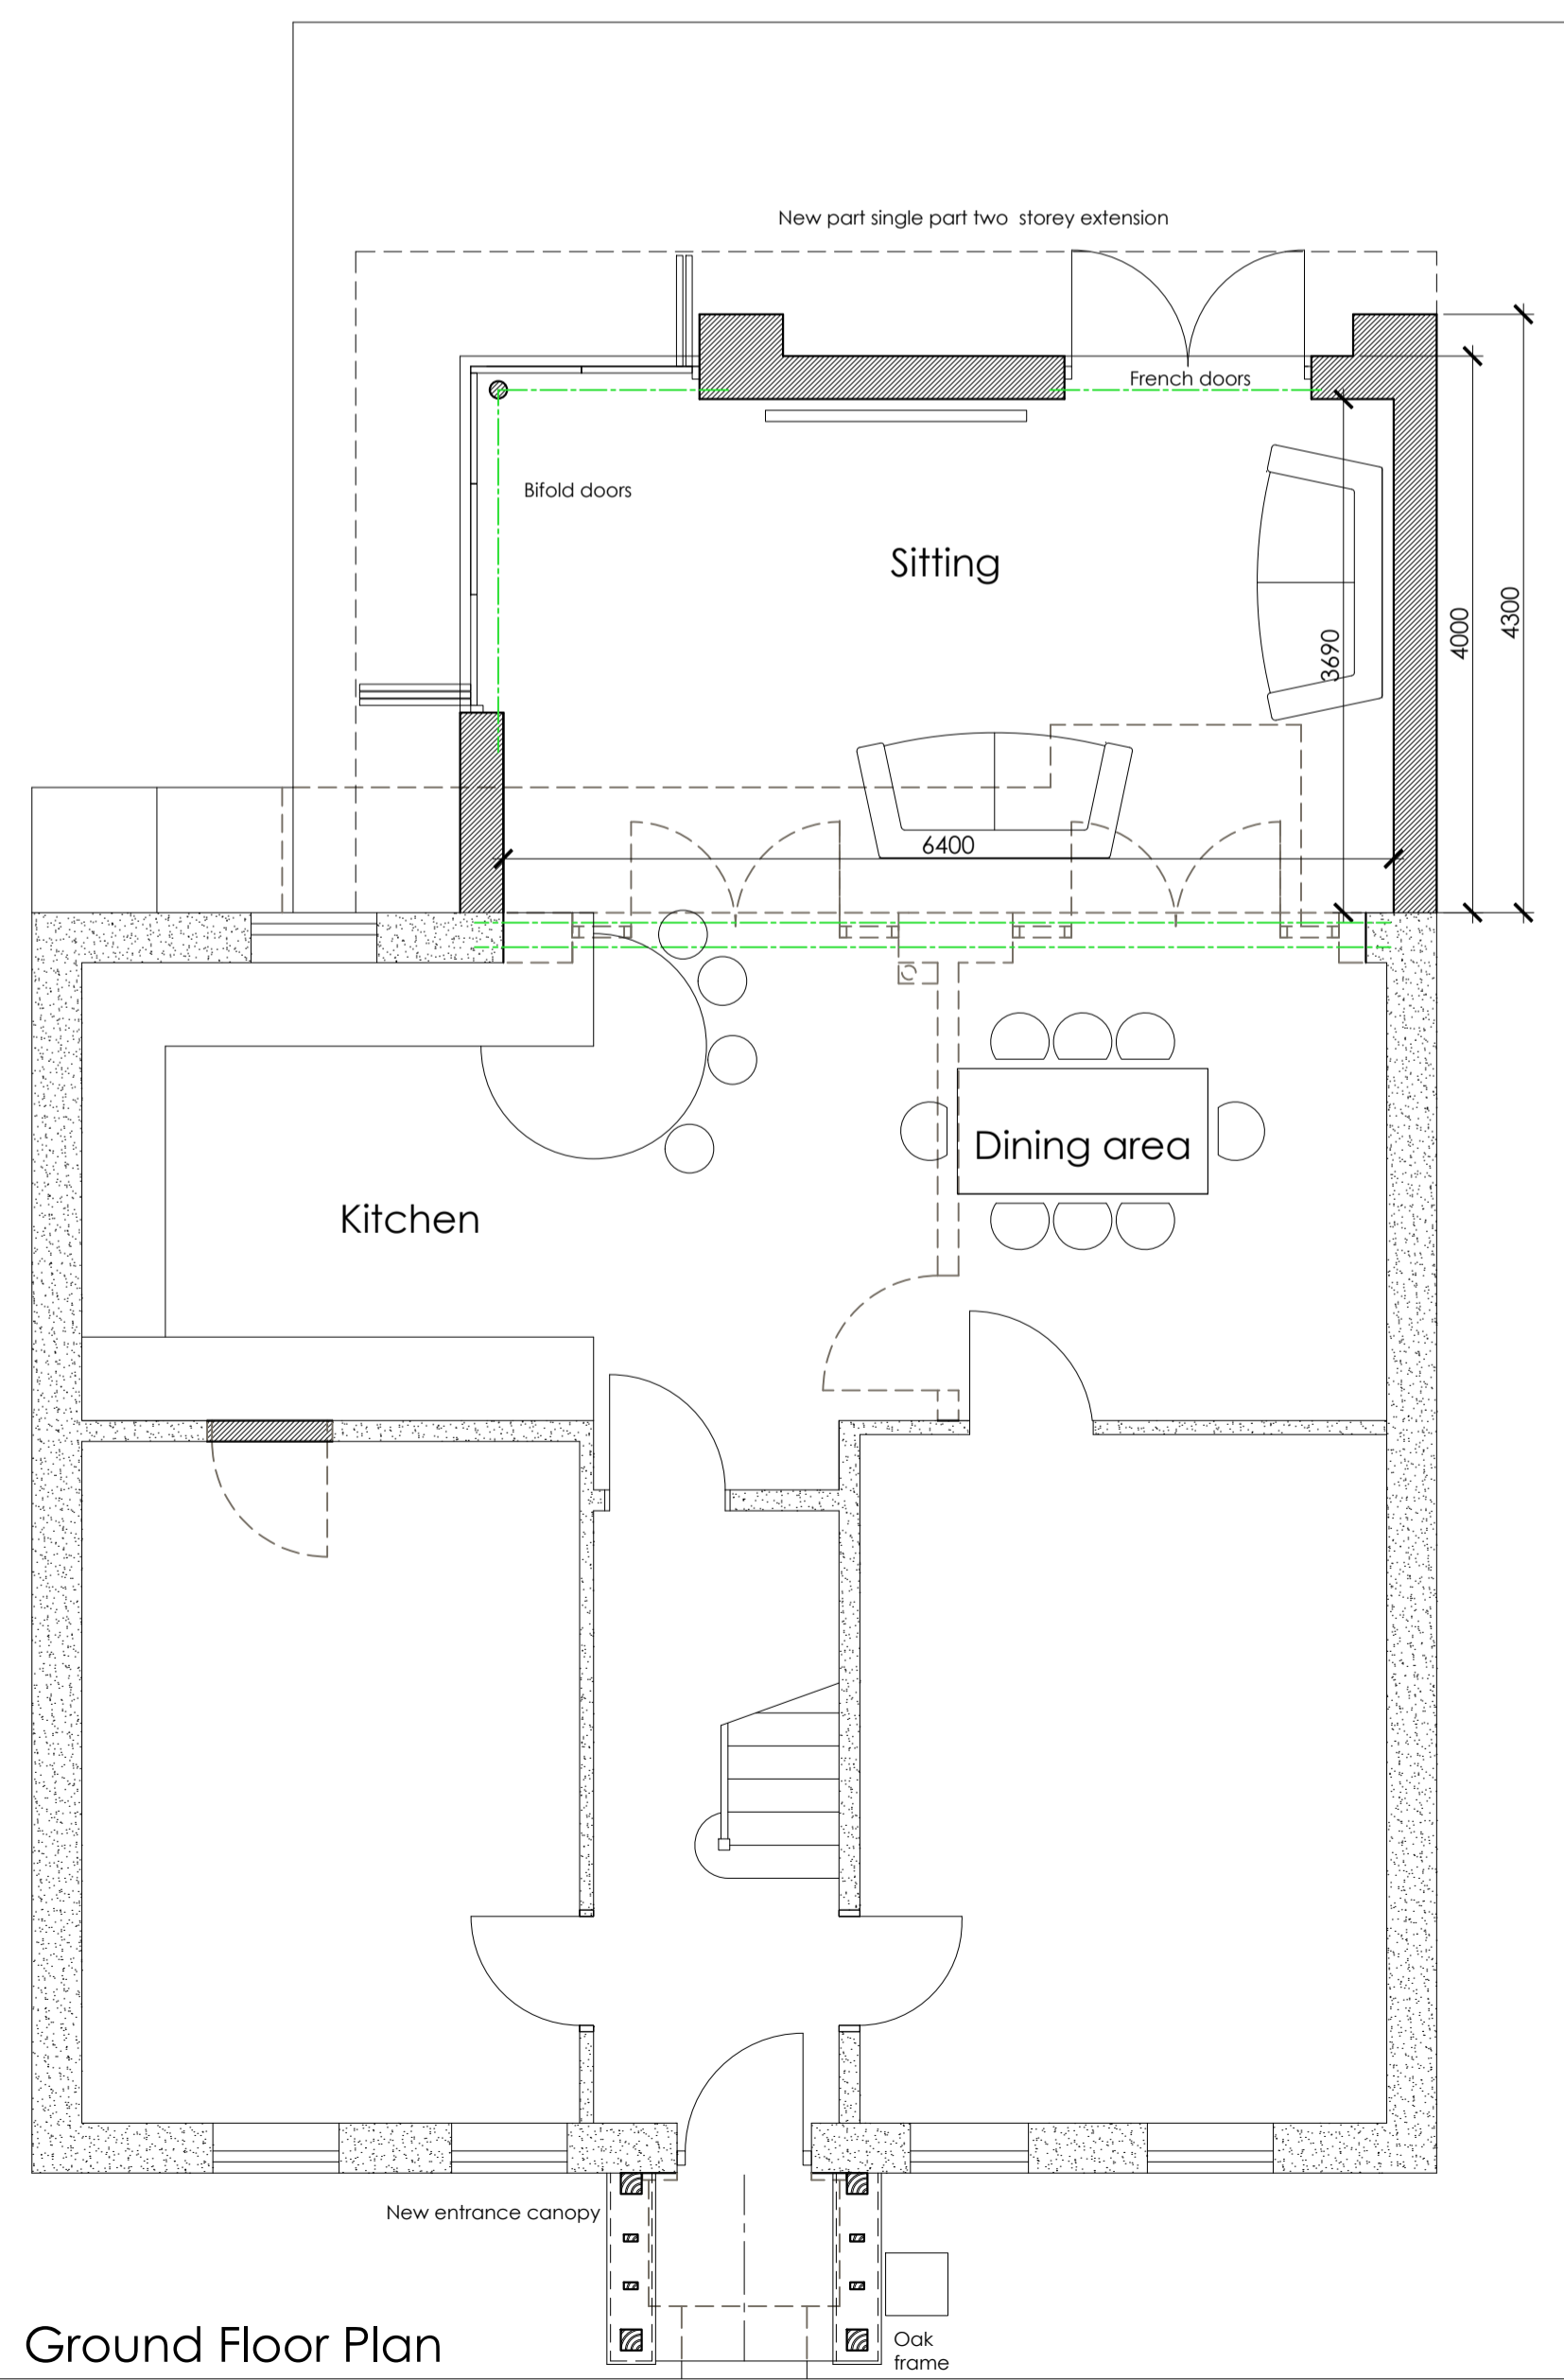 New part single part two storey extension
French doors
Bifold doors
Sitting
3690
4000
4300
6400
Dining area
Kitchen
New entrance canopy
Ground Floor Plan
Oak
frame